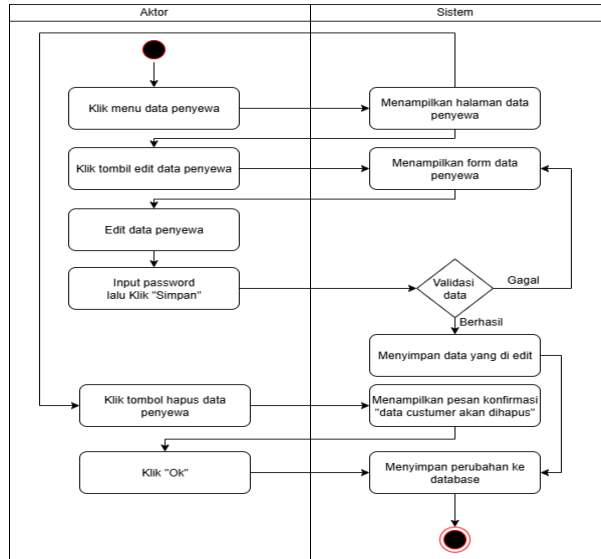 Aktor
Sistem
Klik menu data penyewa
Menampilkan halaman data
penyewa
Klik tombil edit data penyewa
Menampilkan form data
penyewa
Edit data penyewa
Input password
lalu Klik "Simpan"
Validasi
data
Gagal
Berhasil
Menyimpan data yang di edit
Klik tombol hapus data
penyewa
Menampilkan pesan konfirmasi
"data custumer akan dihapus"
Klik "Ok"
Menyimpan perubahan ke
database